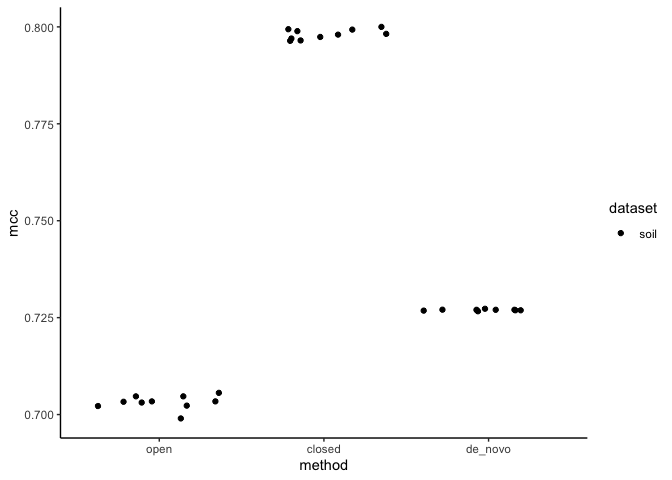 0.800
0.775
0.750
0.725
0.700
mcc
open closed de_novo
method
dataset
soil